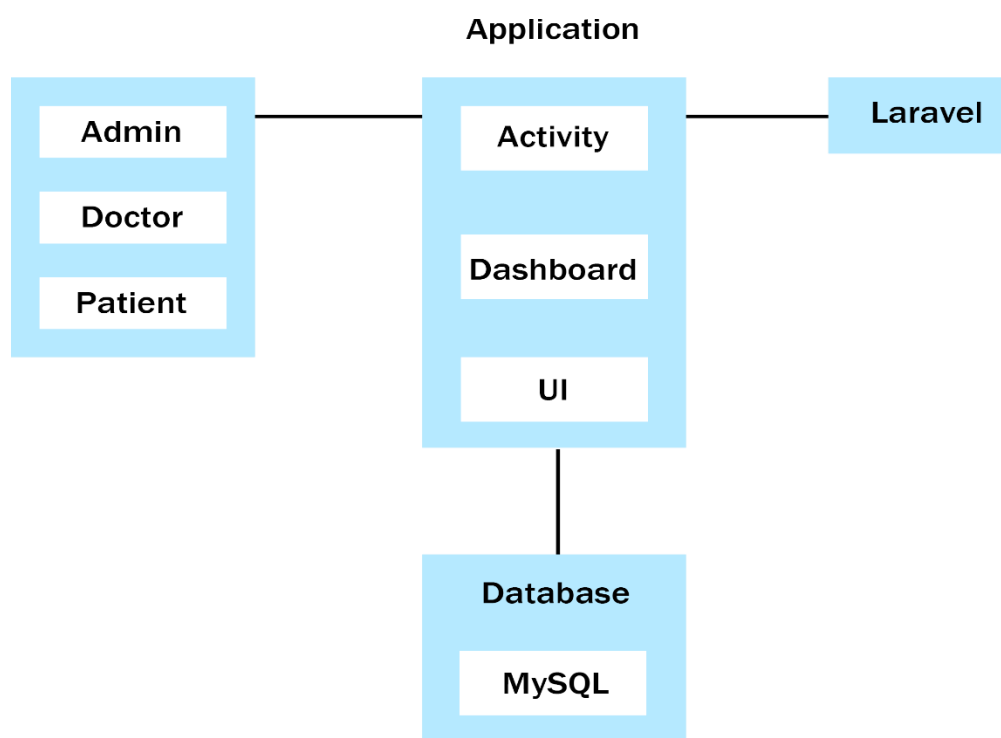 Application
Admin
Doctor
Patient
Activity
Dashboard
UI
Laravel
Database
MySQL